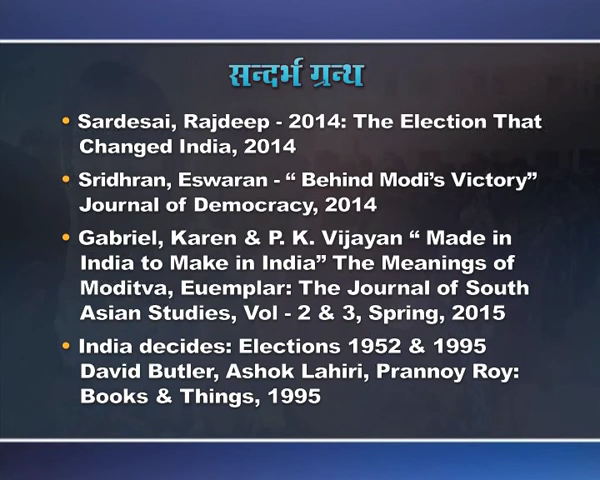 सन्दर्भ ग्रन्थ
• Sardesai, Rajdeep - 2014: The Election That
Changed India, 2014
• Sridhran, Eswaran - “ Behind Modi’s Victory”
Journal of Democracy, 2014
• Gabriel, Karen & P. K. Vijayan “ Made in
India to Make in India” The Meanings of
Moditva, Euemplar: The Journal of South
Asian Studies, Vol - 2 & 3, Spring, 2015
• India decides: Elections 1952 & 1995
David Butler, Ashok Lahiri, Prannoy Roy:
Books & Things, 1995